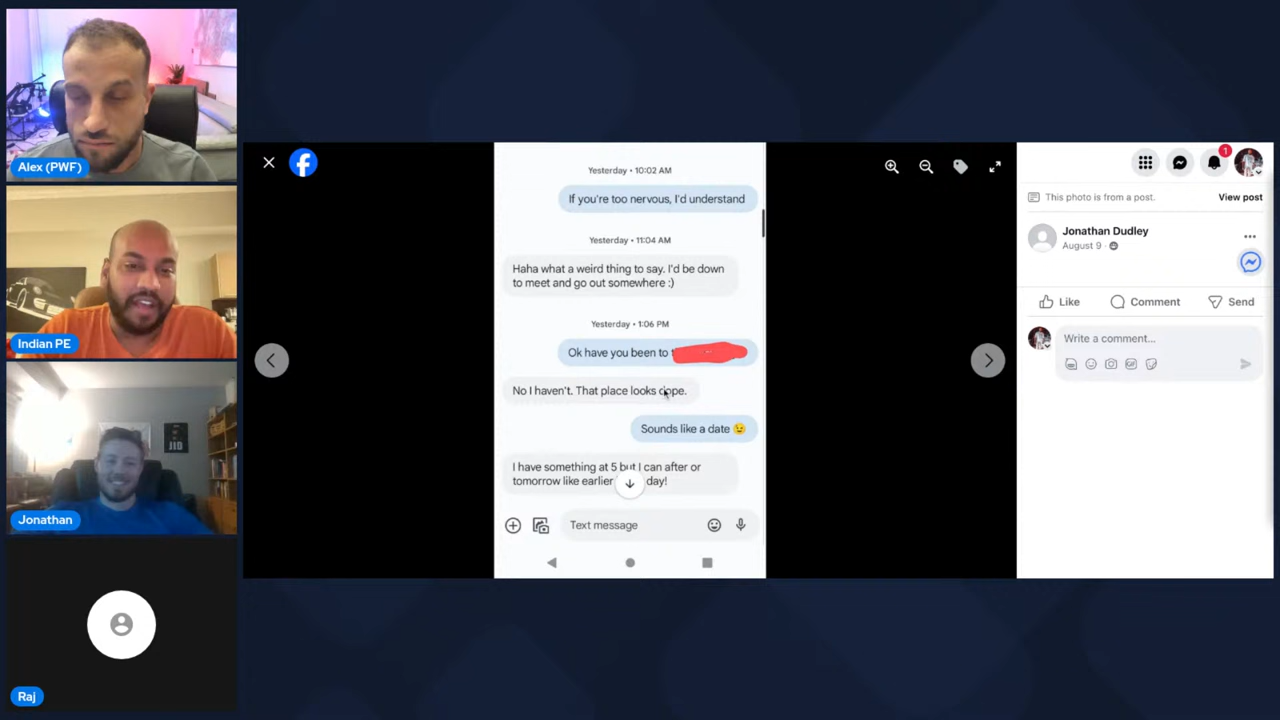 Alex (PWF)
Indian PE
Jonathan
Raj
Yesterday • 10:02 AM
If you're too nervous, I'd understand
Yesterday • 11:04 AM
Haha what a weird thing to say. I'd be down
to meet and go out somewhere :)
Yesterday • 1:06 PM
Ok have you been to
No I haven't. That place looks dope.
Sounds like a date 😉
I have something at 5 but I can after or
tomorrow like earlier day!
Text message
1
This photo is from a post.
View post
Jonathan Dudley
August 9
Like
Comment
Send
Write a comment...
GIF
JID